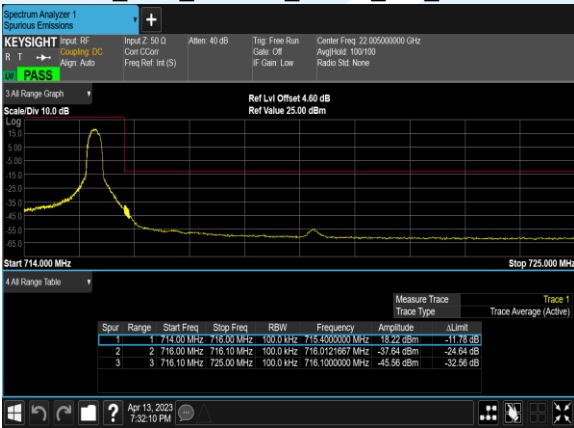 Spectrum Analyzer 1
Spurious Emissions
+
KEYSIGHT Input: RF Input Z: 50 Ω Atten: 40 dB Trig: Free Run Center Freq: 22.005000000 GHz
R T Coupling: DC Corr CCorr Gate: Off Avg|Hold: 100/100
Align: Auto Freq Ref: Int (S) IF Gain: Low Radio Std: None
LXI PASS
3 All Range Graph
Ref Lvl Offset 4.60 dB
Scale/Div 10.0 dB Ref Value 25.00 dBm
Log
15.0
5.00
-5.00
-15.0
-25.0
-35.0
-45.0
-55.0
-65.0
Start 714.000 MHz Stop 725.000 MHz
4 All Range Table
Measure Trace Trace 1
Trace Type Trace Average (Active)
Spur Range Start Freq Stop Freq RBW Frequency Amplitude ΔLimit
1 1 714.00 MHz 716.00 MHz 100.0 kHz 715.4000000 MHz 18.22 dBm -11.78 dB
2 2 716.00 MHz 716.10 MHz 100.0 kHz 716.0121667 MHz -37.64 dBm -24.64 dB
3 3 716.10 MHz 725.00 MHz 100.0 kHz 716.1000000 MHz -45.56 dBm -32.56 dB
? Apr 13, 2023
7:32:10 PM